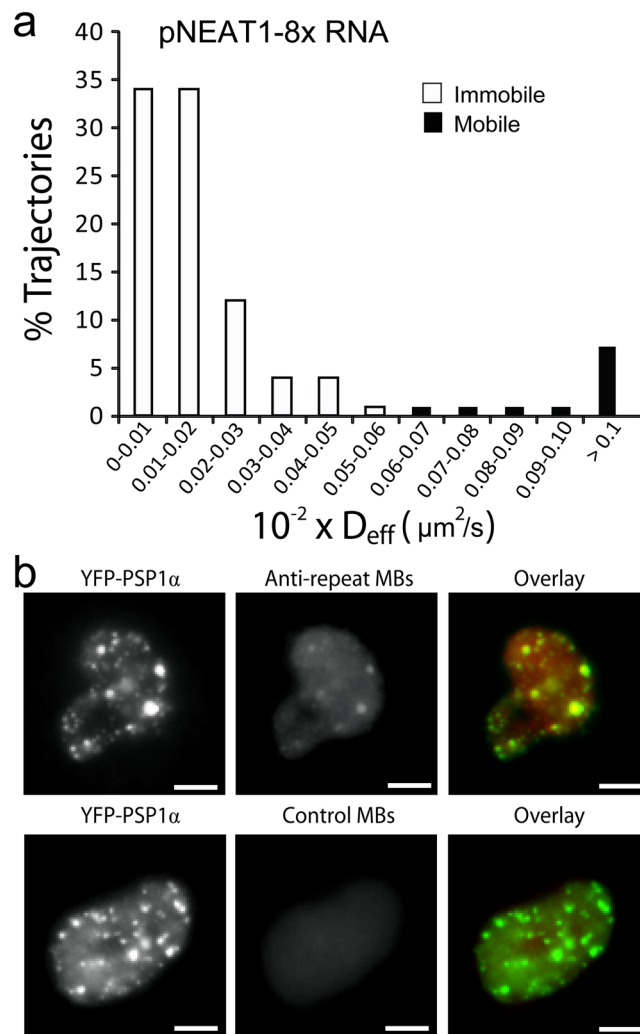 a
pNEAT1-8x RNA
% Trajectories
40
35
30
25
20
15
10
5
0
Immobile
Mobile
0-0.01
0.01-0.02
0.02-0.03
0.03-0.04
0.04-0.05
0.05-0.06
0.06-0.07
0.07-0.08
0.08-0.09
0.09-0.10
> 0.1
10⁻² x D_eff (μm²/s)
b
YFP-PSP1α
Anti-repeat MBs
Overlay
YFP-PSP1α
Control MBs
Overlay